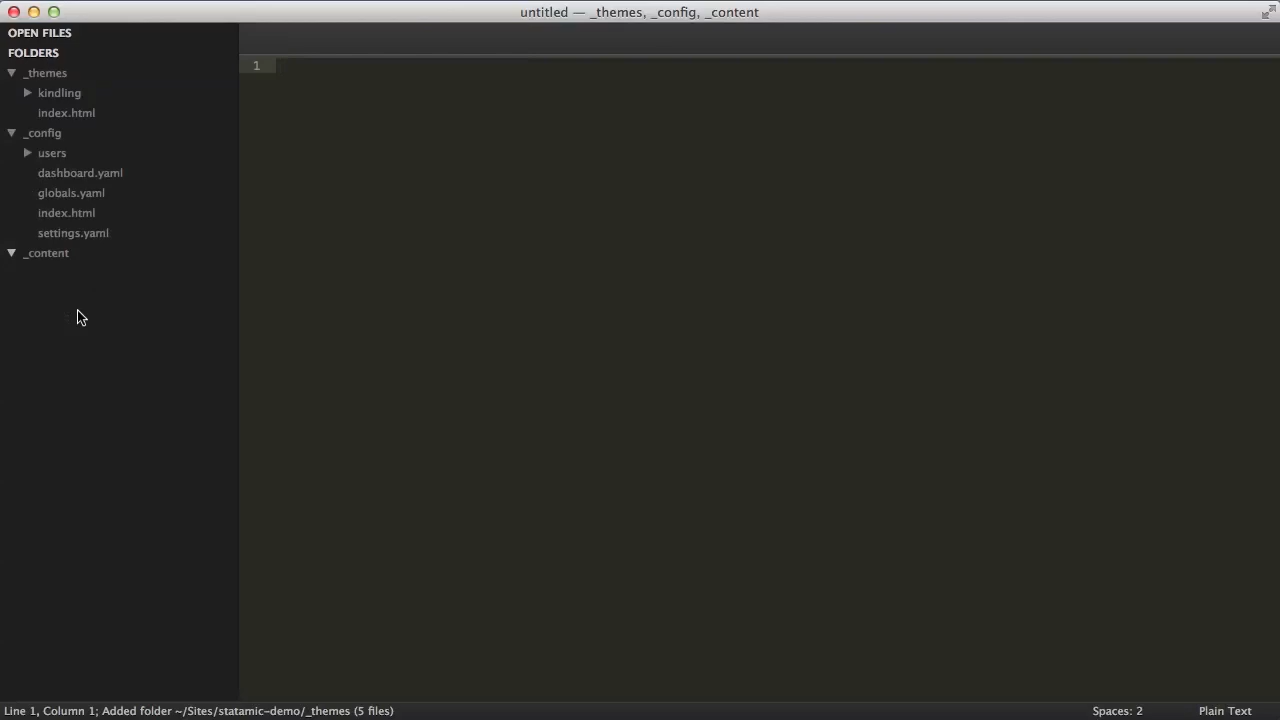 untitled — _themes, _config, _content
OPEN FILES
FOLDERS
_themes
kindling
index.html
_config
users
dashboard.yaml
globals.yaml
index.html
settings.yaml
_content
1
Line 1, Column 1; Added folder ~/Sites/statamic-demo/_themes (5 files)
Spaces: 2
Plain Text